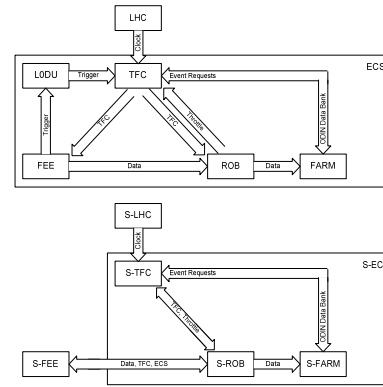 LHC
Clock
ECS
L0DU
Trigger
TFC
Event Requests
Trigger
TFC
TFC
Throttle
ODIN Data Bank
FEE
Data
ROB
Data
FARM
S-LHC
Clock
S-EC
S-TFC
Event Requests
TFC, Throttle
ODIN Data Bank
S-FEE
Data, TFC, ECS
S-ROB
Data
S-FARM